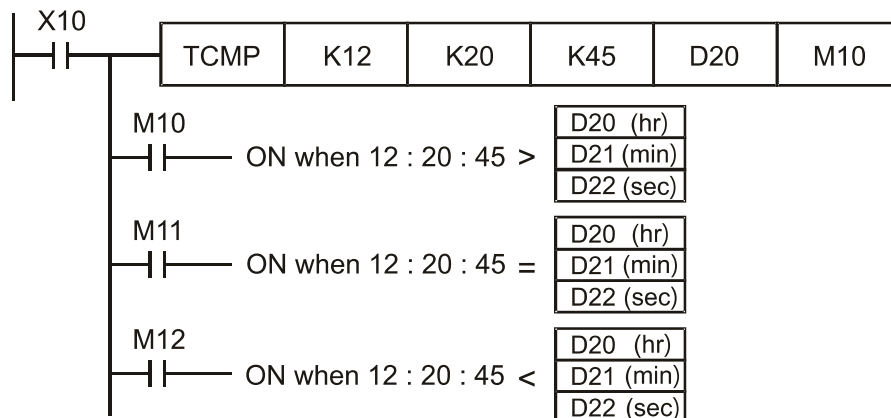 X10
TCMP K12 K20 K45 D20 M10
M10
ON when 12 : 20 : 45 >
D20 (hr)
D21 (min)
D22 (sec)
M11
ON when 12 : 20 : 45 =
D20 (hr)
D21 (min)
D22 (sec)
M12
ON when 12 : 20 : 45 <
D20 (hr)
D21 (min)
D22 (sec)